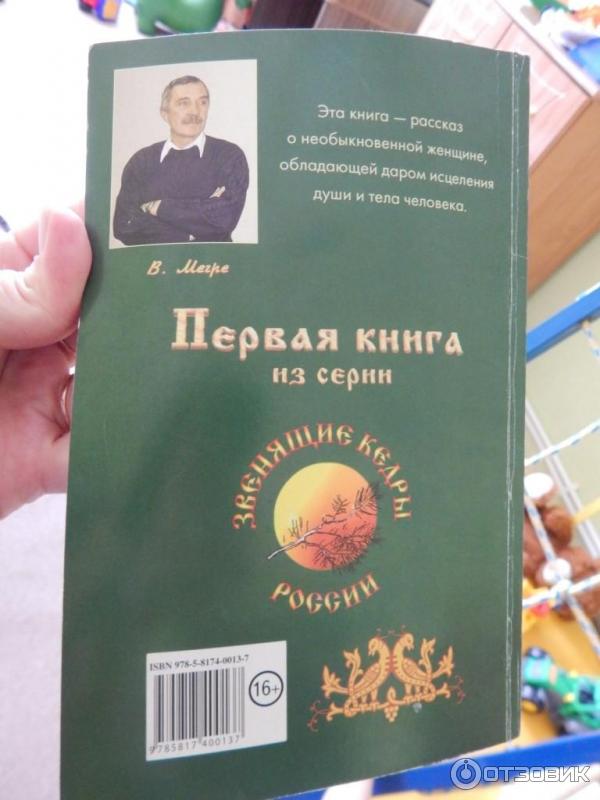 Эта книга — рассказ
о необыкновенной женщине,
обладающей даром исцеления
души и тела человека.
В. Мегре
Первая книга
из серии
ЗВЕНЯЩИЕ КЕДРЫ
РОССИИ
ISBN 978-5-8174-0013-7
9785817400137
16+
ОТЗОВИК